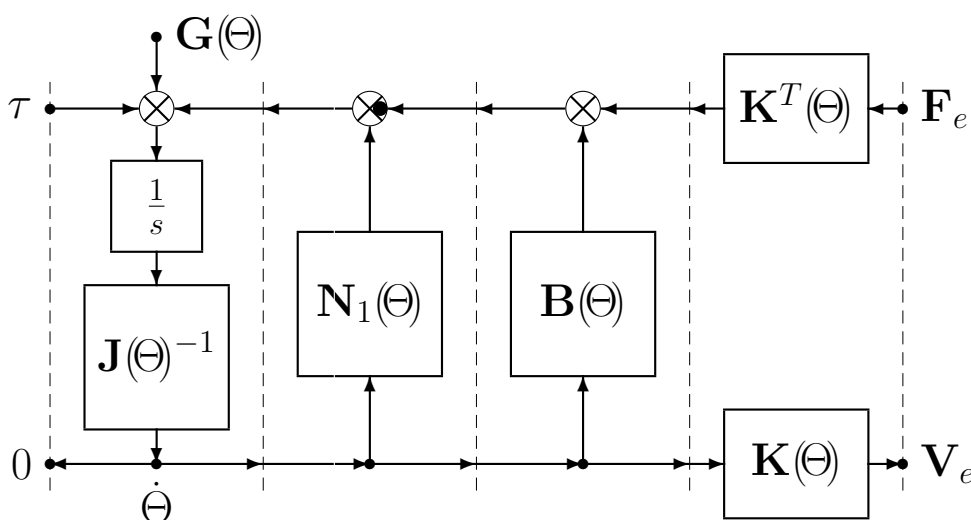 G(Θ)
τ
K^T(Θ)
F_e
1/s
N_1(Θ)
B(Θ)
J(Θ)^{-1}
0
K(Θ)
V_e
Θ̇